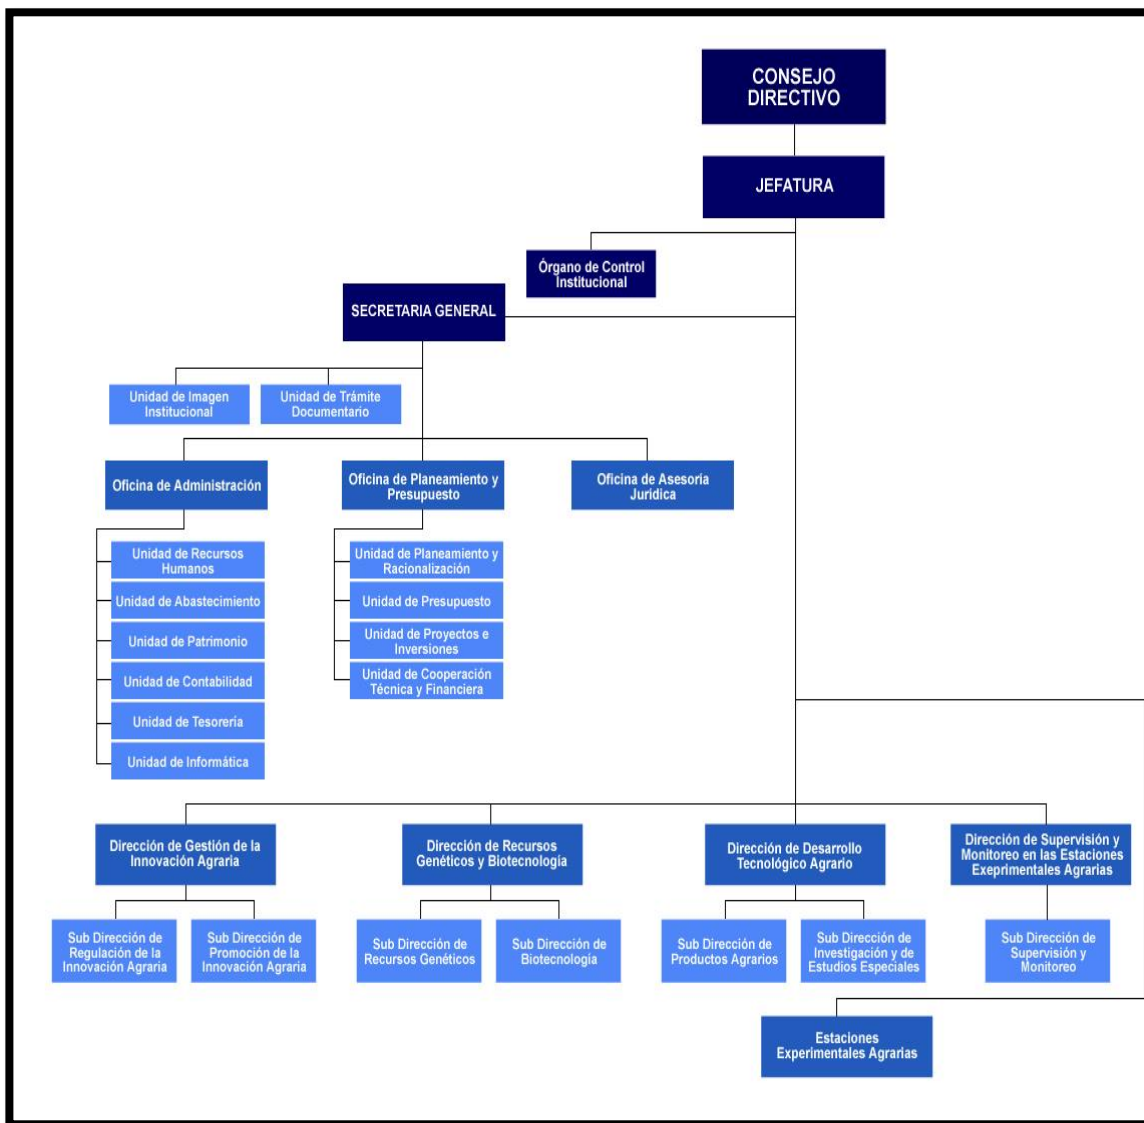 CONSEJO
DIRECTIVO
JEFATURA
Órgano de Control
Institucional
SECRETARIA GENERAL
Unidad de Imagen
Institucional
Unidad de Trámite
Documentario
Oficina de Administración
Oficina de Planeamiento y
Presupuesto
Oficina de Asesoría
Jurídica
Unidad de Recursos
Humanos
Unidad de Abastecimiento
Unidad de Patrimonio
Unidad de Contabilidad
Unidad de Tesorería
Unidad de Informática
Unidad de Planeamiento y
Racionalización
Unidad de Presupuesto
Unidad de Proyectos e
Inversiones
Unidad de Cooperación
Técnica y Financiera
Dirección de Gestión de la
Innovación Agraria
Dirección de Recursos
Genéticos y Biotecnología
Dirección de Desarrollo
Tecnológico Agrario
Dirección de Supervisión y
Monitoreo en las Estaciones
Exeprimentales Agrarias
Sub Dirección de
Regulación de la
Innovación Agraria
Sub Dirección de
Promoción de la
Innovación Agraria
Sub Dirección de
Recursos Genéticos
Sub Dirección de
Biotecnología
Sub Dirección de
Productos Agrarios
Sub Dirección de
Investigación y de
Estudios Especiales
Sub Dirección de
Supervisión y
Monitoreo
Estaciones
Experimentales Agrarias